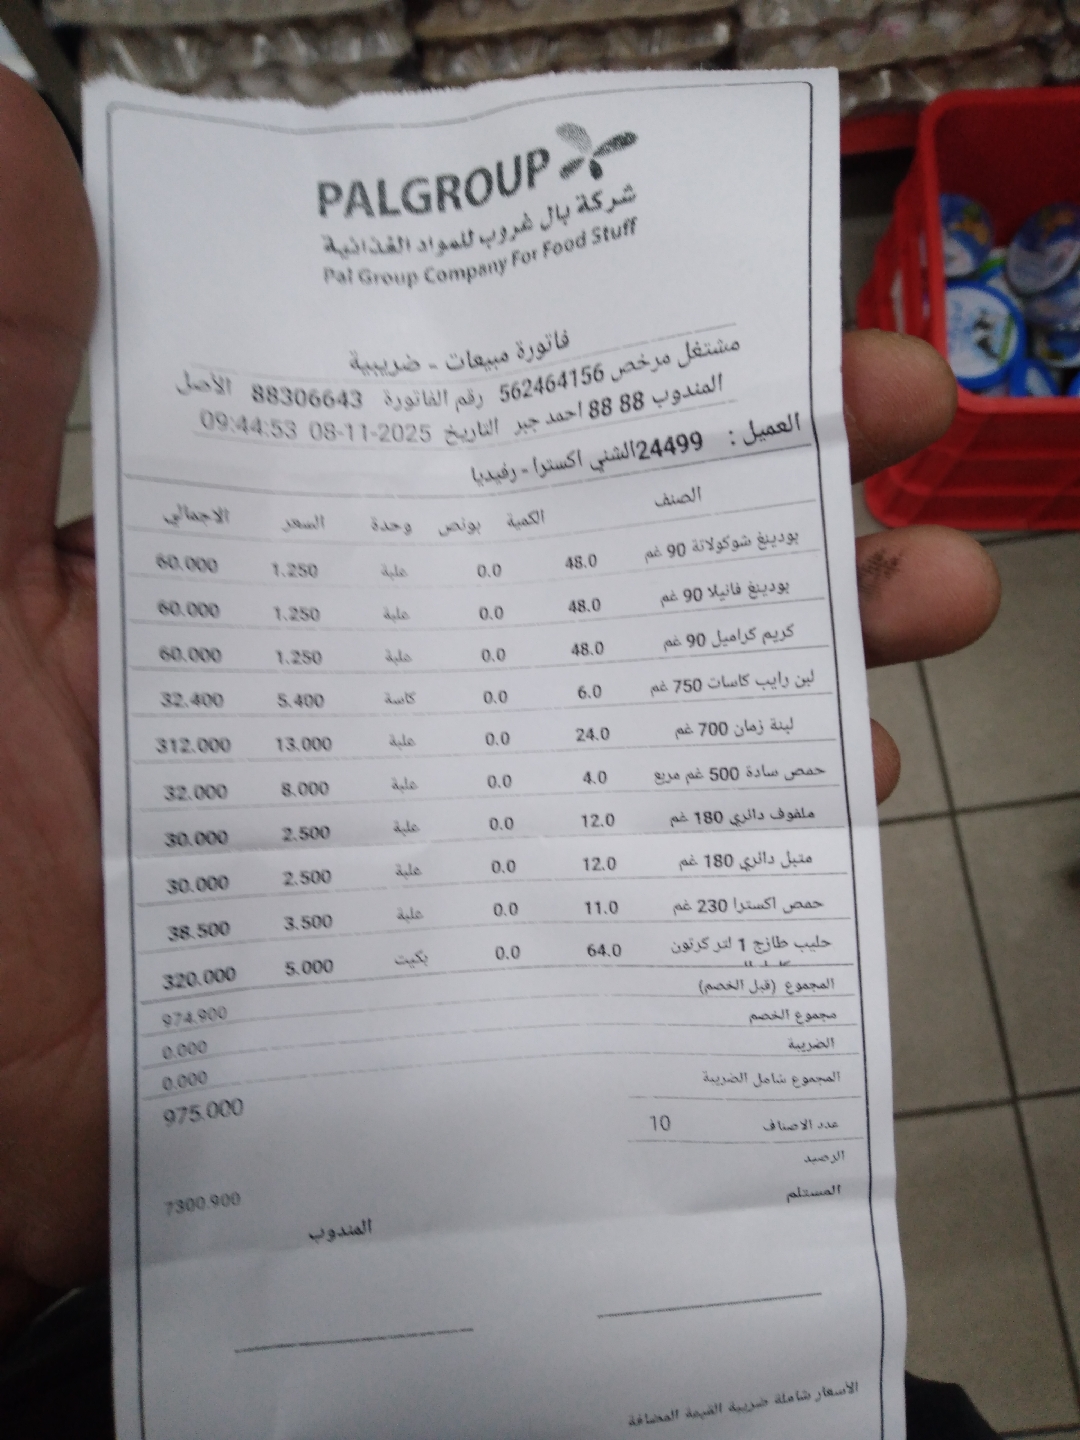 PALGROUP
شركة بال غروب للمواد الغذائية
Pal Group Company For Food Stuff
فاتورة مبيعات - ضريبية
مشتغل مرخص 562464156 رقم الفاتورة 88306643 الأصل
المندوب 88 88 احمد جبر التاريخ 2025-11-08 09:44:53
العميل : 24499الشني اكسترا - رفيديا
الصنف الكمية بونص وحدة السعر الاجمالي
بودينغ شوكولاتة 90 غم 48.0 0.0 علبة 1.250 60.000
بودينغ فانيلا 90 غم 48.0 0.0 علبة 1.250 60.000
كريم كراميل 90 غم 48.0 0.0 علبة 1.250 60.000
لبن رايب كاسات 750 غم 6.0 0.0 كاسة 5.400 32.400
لبنة زمان 700 غم 24.0 0.0 علبة 13.000 312.000
حمص سادة 500 غم مربع 4.0 0.0 علبة 8.000 32.000
ملفوف دائري 180 غم 12.0 0.0 علبة 2.500 30.000
متبل دائري 180 غم 12.0 0.0 علبة 2.500 30.000
حمص اكسترا 230 غم 11.0 0.0 علبة 3.500 38.500
حليب طازج 1 لتر كرتون 64.0 0.0 بكيت 5.000 320.000
المجموع (قبل الخصم) 974.900
مجموع الخصم 0.000
الضريبة 0.000
المجموع شامل الضريبة 975.000
عدد الاصناف 10
الرصيد 7300.900
المستلم المندوب
الأسعار شاملة ضريبة القيمة المضافة